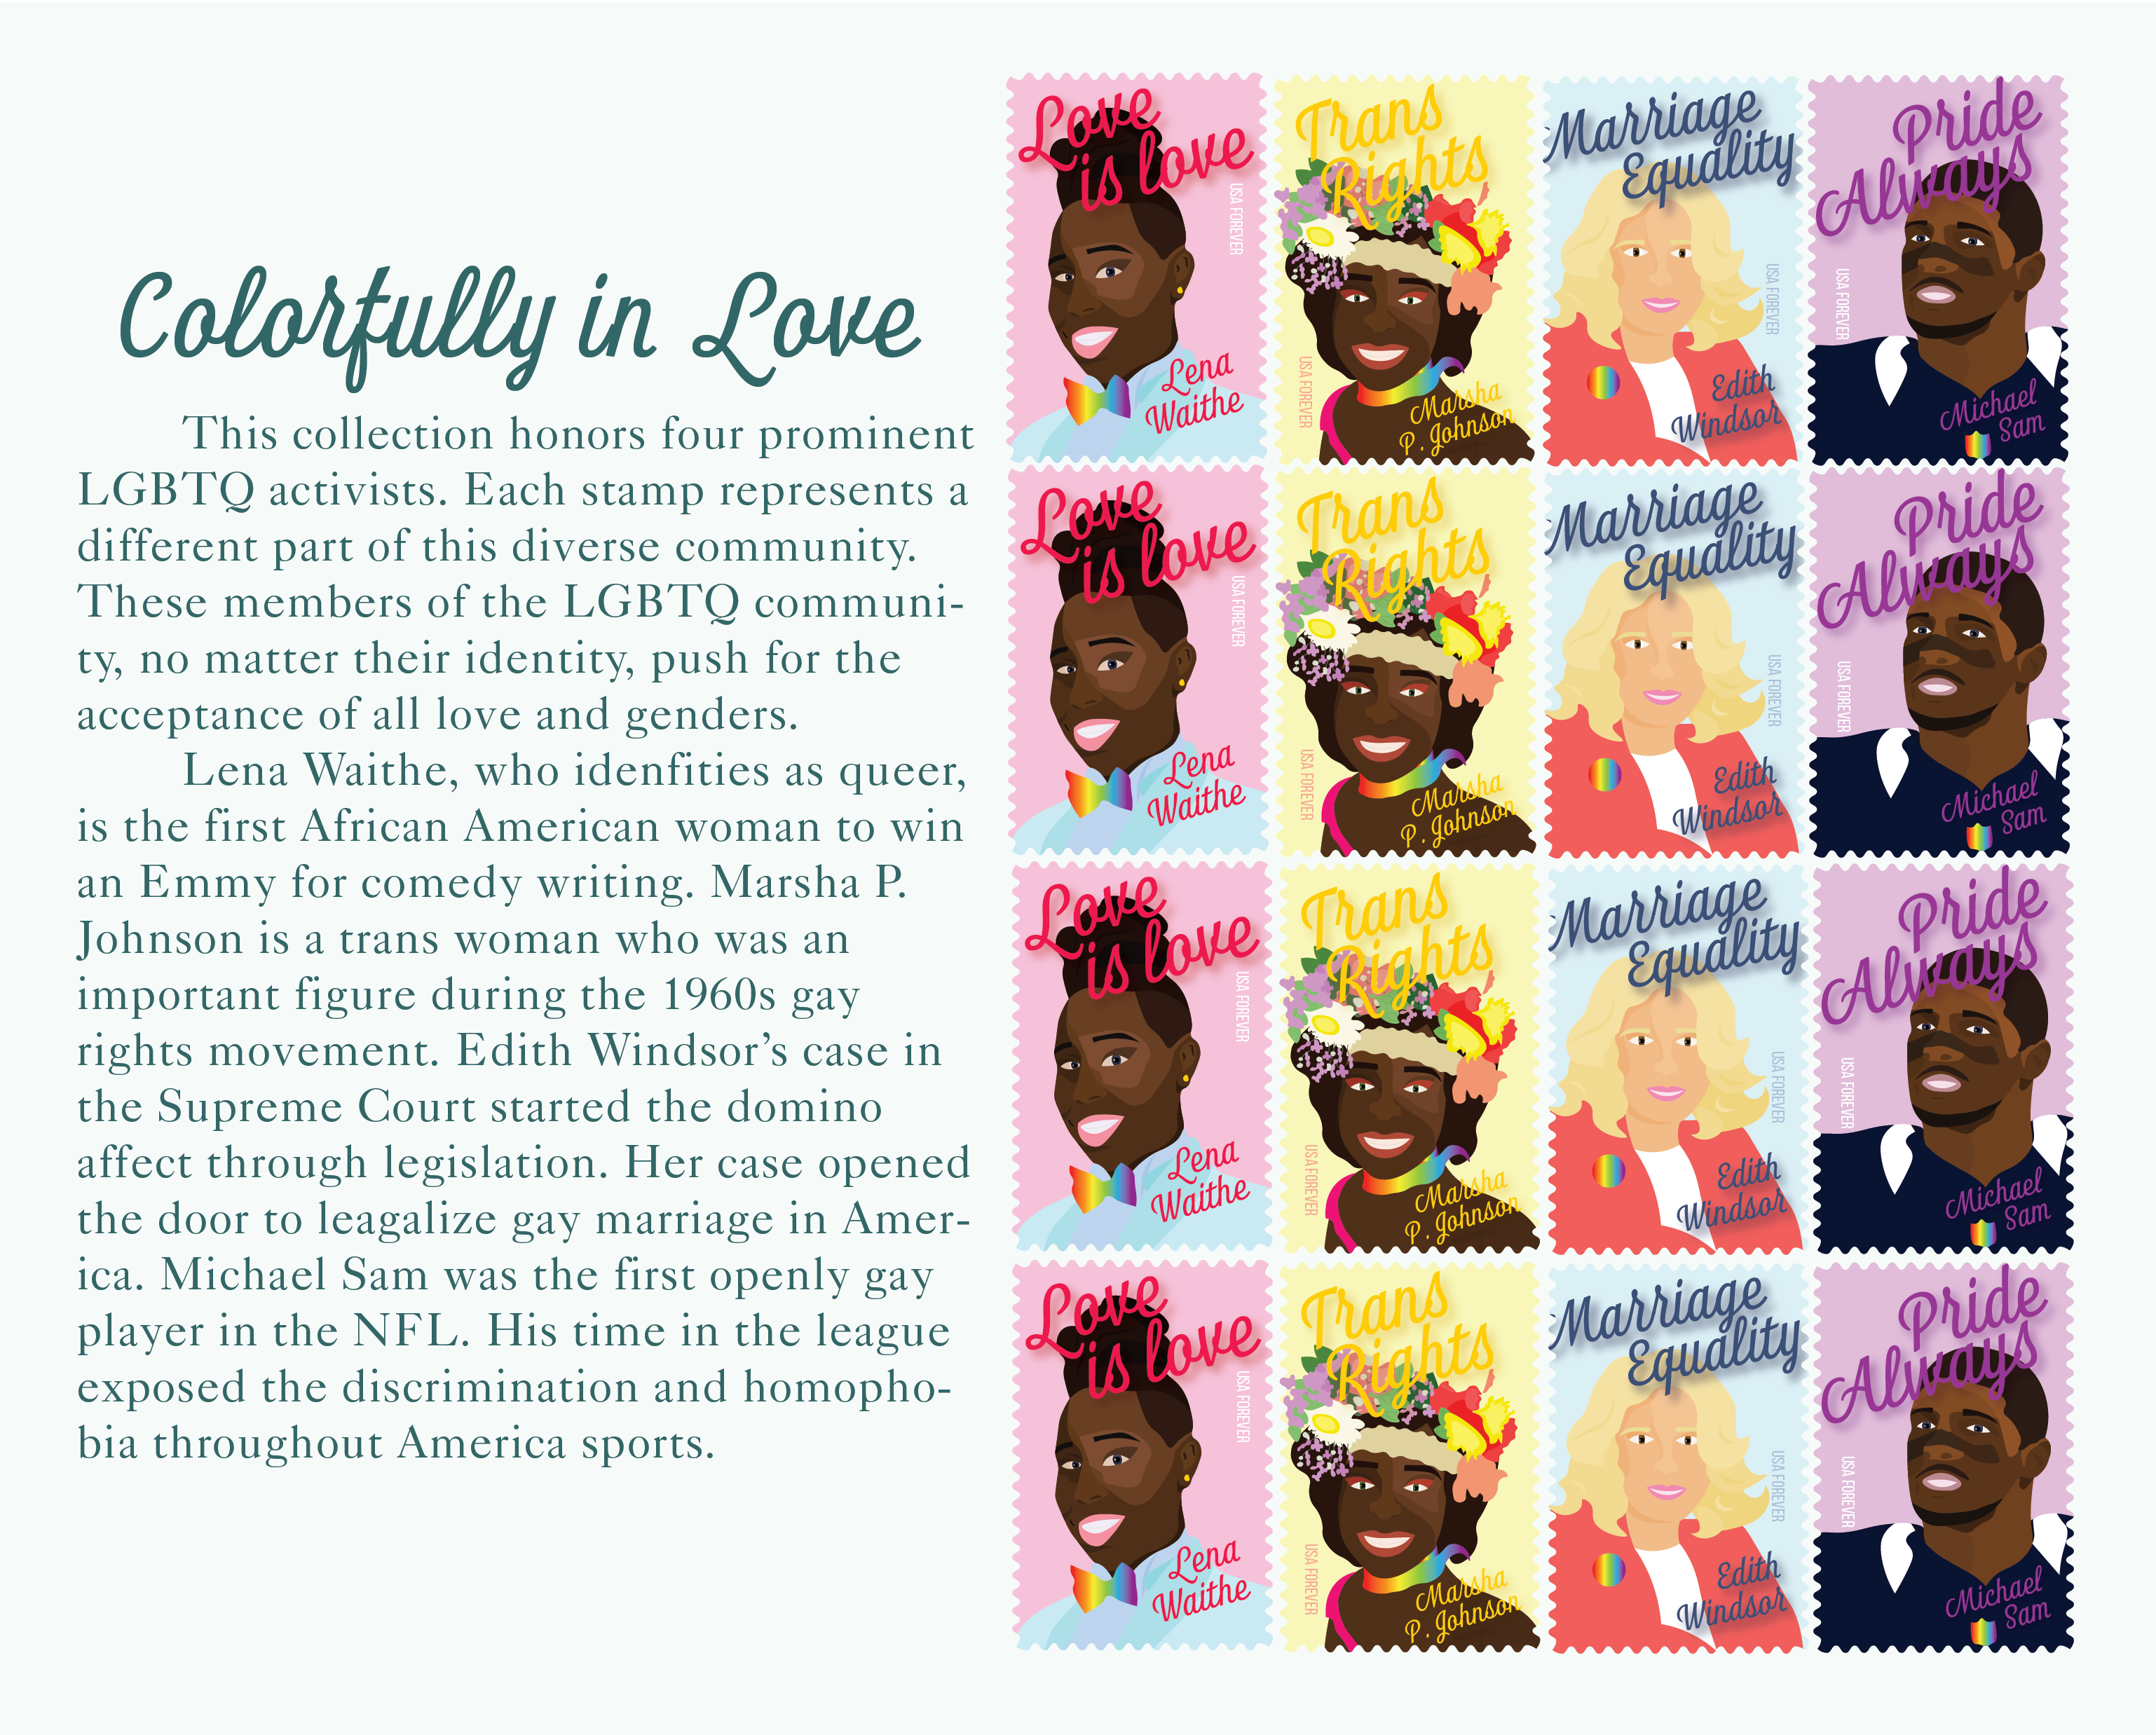 Colorfully in Love
This collection honors four prominent
LGBTQ activists. Each stamp represents a
different part of this diverse community.
These members of the LGBTQ communi-
ty, no matter their identity, push for the
acceptance of all love and genders.
Lena Waithe, who idenfities as queer,
is the first African American woman to win
an Emmy for comedy writing. Marsha P.
Johnson is a trans woman who was an
important figure during the 1960s gay
rights movement. Edith Windsor’s case in
the Supreme Court started the domino
affect through legislation. Her case opened
the door to leagalize gay marriage in Amer-
ica. Michael Sam was the first openly gay
player in the NFL. His time in the league
exposed the discrimination and homopho-
bia throughout America sports.
Love
is love
USA FOREVER
Lena
Waithe
Trans
Rights
USA FOREVER
Marsha
P. Johnson
Marriage
Equality
USA FOREVER
Edith
Windsor
Pride
Always
USA FOREVER
Michael
Sam
Love
is love
USA FOREVER
Lena
Waithe
Trans
Rights
USA FOREVER
Marsha
P. Johnson
Marriage
Equality
USA FOREVER
Edith
Windsor
Pride
Always
USA FOREVER
Michael
Sam
Love
is love
USA FOREVER
Lena
Waithe
Trans
Rights
USA FOREVER
Marsha
P. Johnson
Marriage
Equality
USA FOREVER
Edith
Windsor
Pride
Always
USA FOREVER
Michael
Sam
Love
is love
USA FOREVER
Lena
Waithe
Trans
Rights
USA FOREVER
Marsha
P. Johnson
Marriage
Equality
USA FOREVER
Edith
Windsor
Pride
Always
USA FOREVER
Michael
Sam